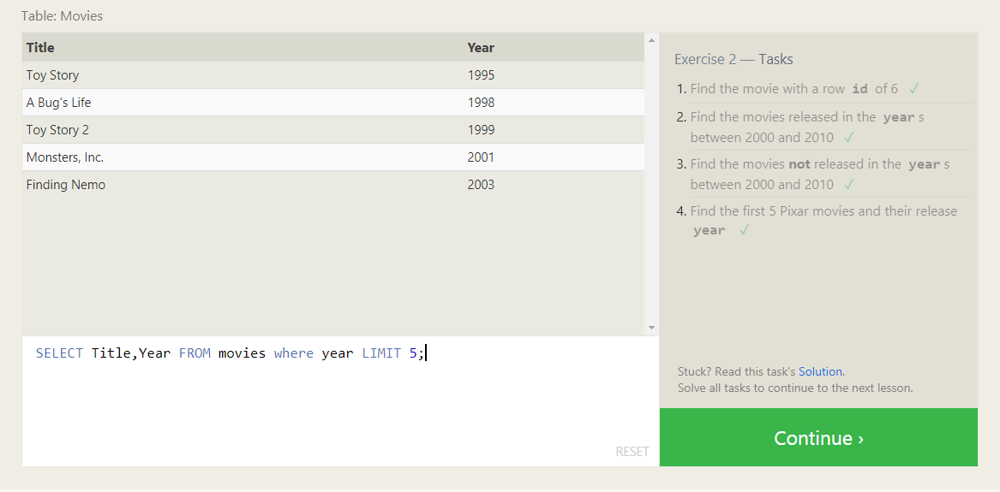 Table: Movies
Title Year
Toy Story 1995
A Bug's Life 1998
Toy Story 2 1999
Monsters, Inc. 2001
Finding Nemo 2003
SELECT Title,Year FROM movies where year LIMIT 5;
RESET
Exercise 2 — Tasks
1. Find the movie with a row id of 6 ✓
2. Find the movies released in the year s
between 2000 and 2010 ✓
3. Find the movies not released in the year s
between 2000 and 2010 ✓
4. Find the first 5 Pixar movies and their release
year ✓
Stuck? Read this task's Solution.
Solve all tasks to continue to the next lesson.
Continue ›